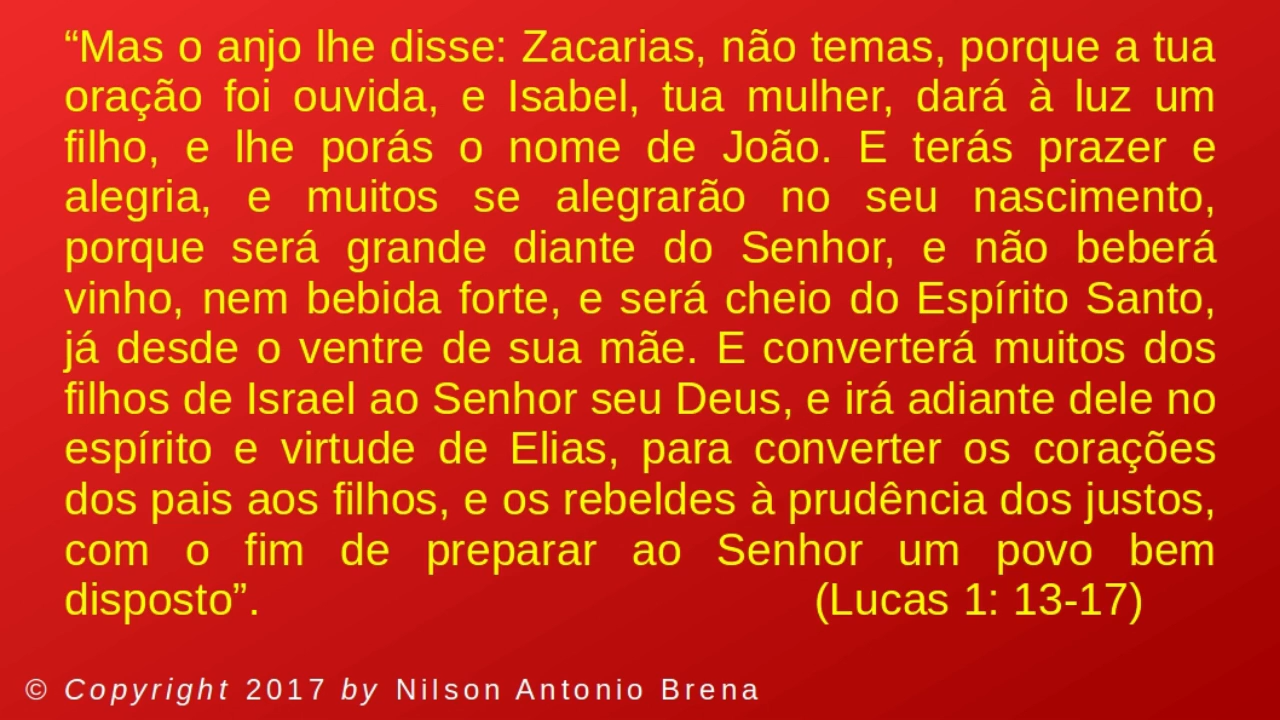 “Mas o anjo lhe disse: Zacarias, não temas, porque a tua
oração foi ouvida, e Isabel, tua mulher, dará à luz um
filho, e lhe porás o nome de João. E terás prazer e
alegria, e muitos se alegrarão no seu nascimento,
porque será grande diante do Senhor, e não beberá
vinho, nem bebida forte, e será cheio do Espírito Santo,
já desde o ventre de sua mãe. E converterá muitos dos
filhos de Israel ao Senhor seu Deus, e irá adiante dele no
espírito e virtude de Elias, para converter os corações
dos pais aos filhos, e os rebeldes à prudência dos justos,
com o fim de preparar ao Senhor um povo bem
disposto”. (Lucas 1: 13-17)
© Copyright 2017 by Nilson Antonio Brena